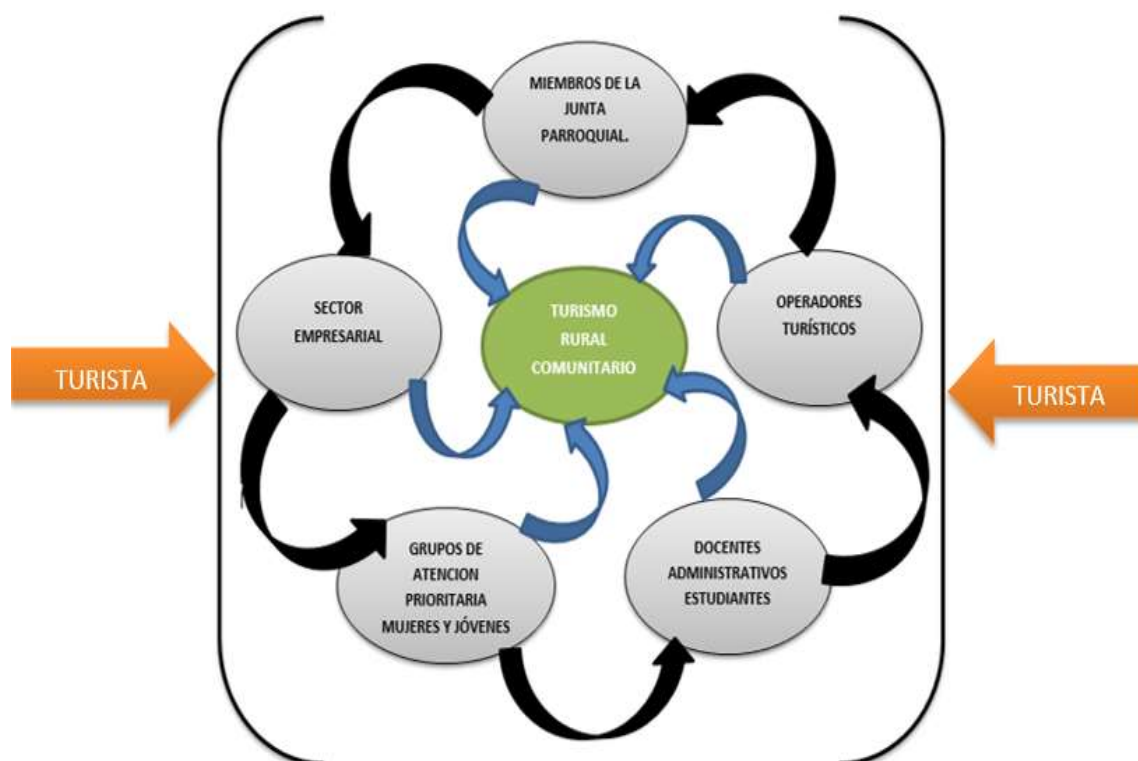 MIEMBROS DE LA
JUNTA
PARROQUIAL.
SECTOR
EMPRESARIAL
TURISMO
RURAL
COMUNITARIO
OPERADORES
TURÍSTICOS
TURISTA
TURISTA
GRUPOS DE
ATENCION
PRIORITARIA
MUJERES Y JÓVENES
DOCENTES
ADMINISTRATIVOS
ESTUDIANTES